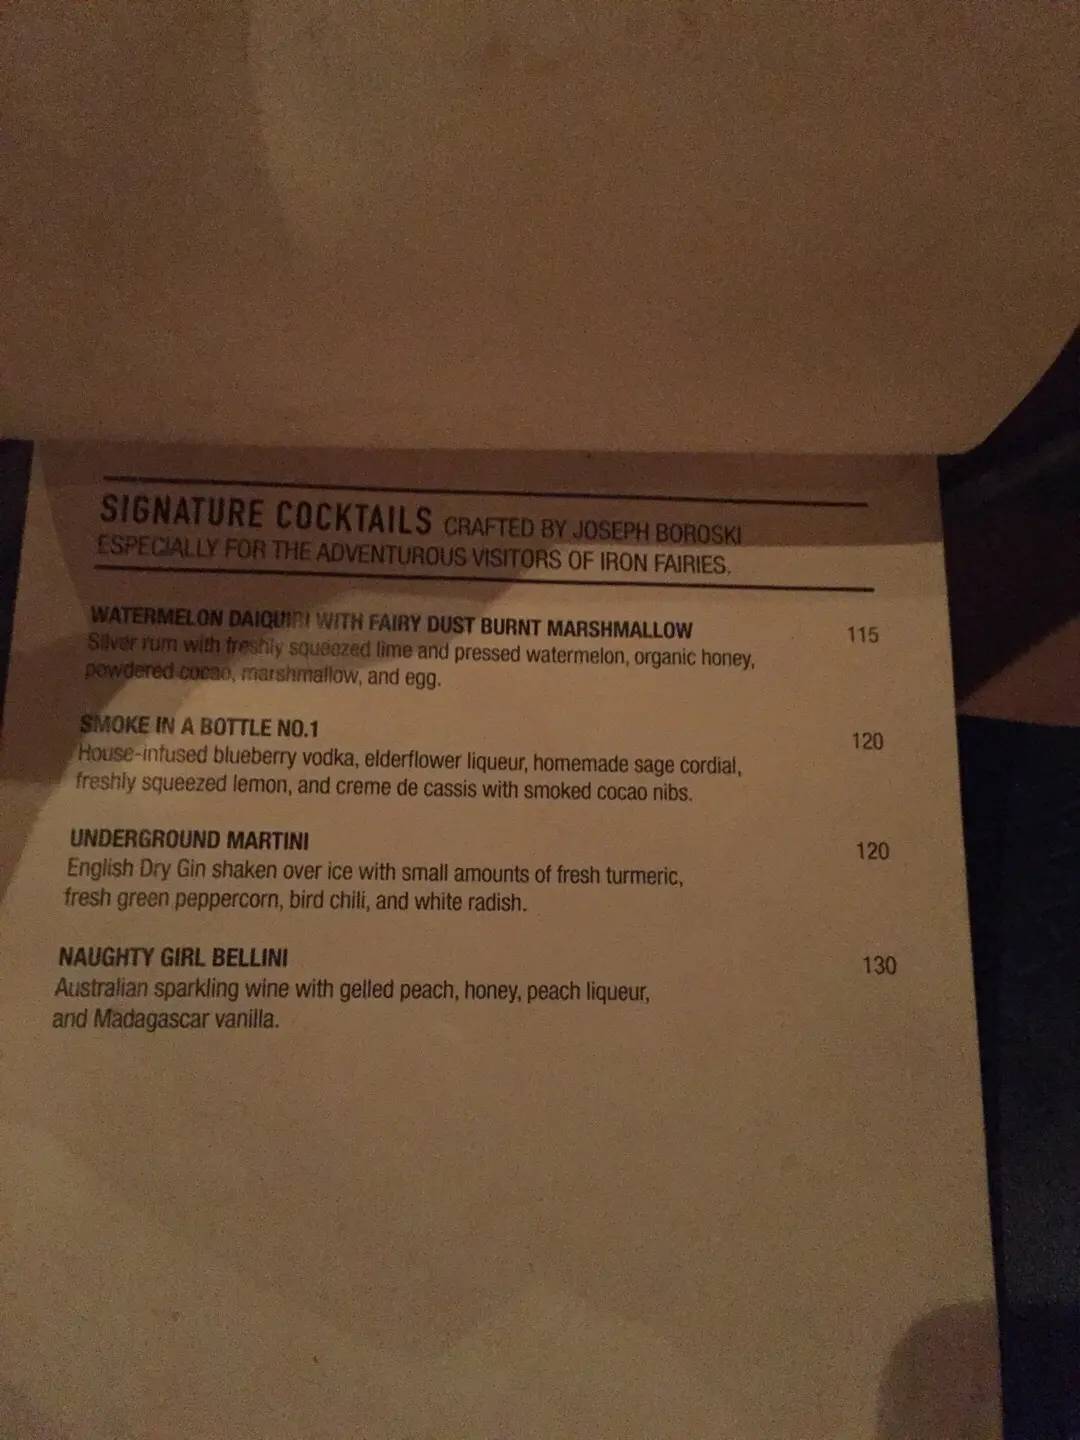 SIGNATURE COCKTAILS CRAFTED BY JOSEPH BOROSKI
ESPECIALLY FOR THE ADVENTUROUS VISITORS OF IRON FAIRIES.
WATERMELON DAIQUIRI WITH FAIRY DUST BURNT MARSHMALLOW 115
Silver rum with freshly squeezed lime and pressed watermelon, organic honey,
powdered cocao, marshmallow, and egg.
SMOKE IN A BOTTLE NO.1 120
House-infused blueberry vodka, elderflower liqueur, homemade sage cordial,
freshly squeezed lemon, and creme de cassis with smoked cocao nibs.
UNDERGROUND MARTINI 120
English Dry Gin shaken over ice with small amounts of fresh turmeric,
fresh green peppercorn, bird chili, and white radish.
NAUGHTY GIRL BELLINI 130
Australian sparkling wine with gelled peach, honey, peach liqueur,
and Madagascar vanilla.